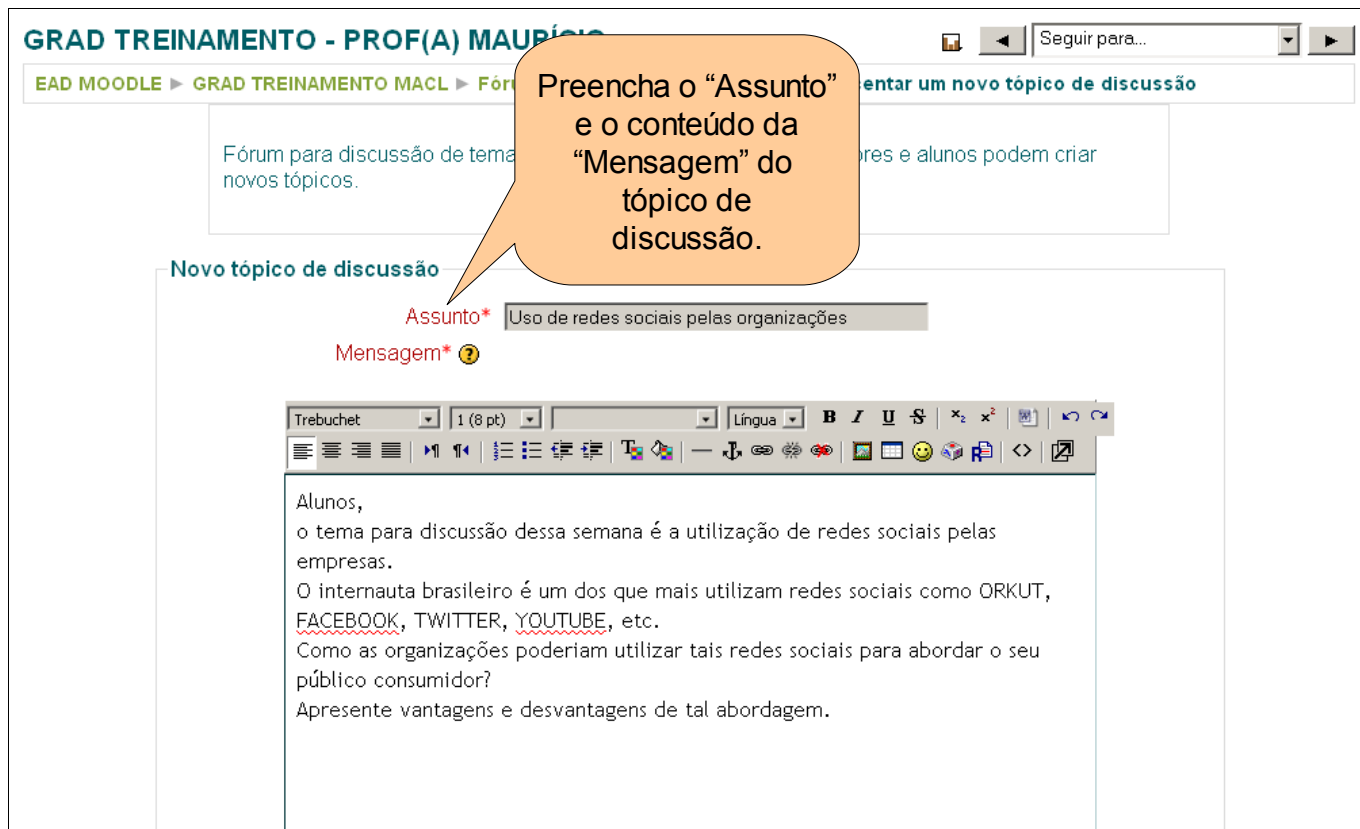 GRAD TREINAMENTO - PROF(A) MAURÍCIO
Seguir para...
EAD MOODLE ► GRAD TREINAMENTO MACL ► entar um novo tópico de discussão
Preencha o “Assunto”
e o conteúdo da
“Mensagem” do
tópico de
discussão.
Fórum para discussão de tema res e alunos podem criar
novos tópicos.
Novo tópico de discussão
Assunto* Uso de redes sociais pelas organizações
Mensagem*
Trebuchet 1 (8 pt) Língua B I U S x₂ x²
Alunos,
o tema para discussão dessa semana é a utilização de redes sociais pelas
empresas.
O internauta brasileiro é um dos que mais utilizam redes sociais como ORKUT,
FACEBOOK, TWITTER, YOUTUBE, etc.
Como as organizações poderiam utilizar tais redes sociais para abordar o seu
público consumidor?
Apresente vantagens e desvantagens de tal abordagem.